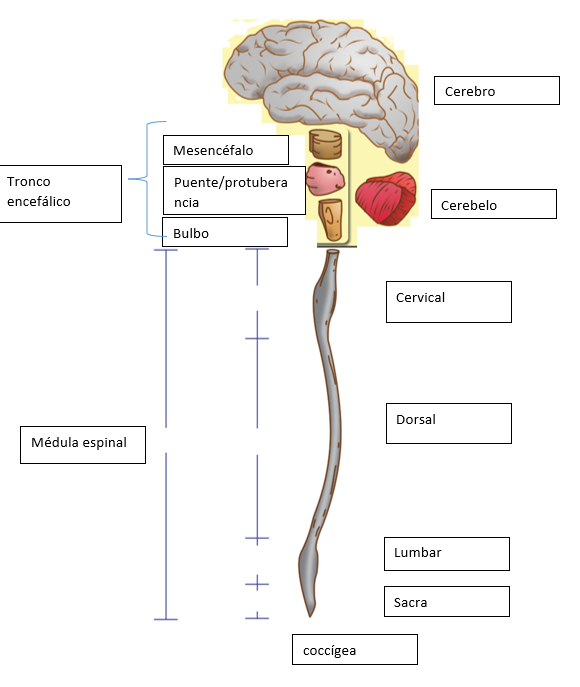 Cerebro
Mesencéfalo
Tronco
encefálico
Puente/protubera
ncia
Cerebelo
Bulbo
Cervical
Dorsal
Médula espinal
Lumbar
Sacra
coccígea